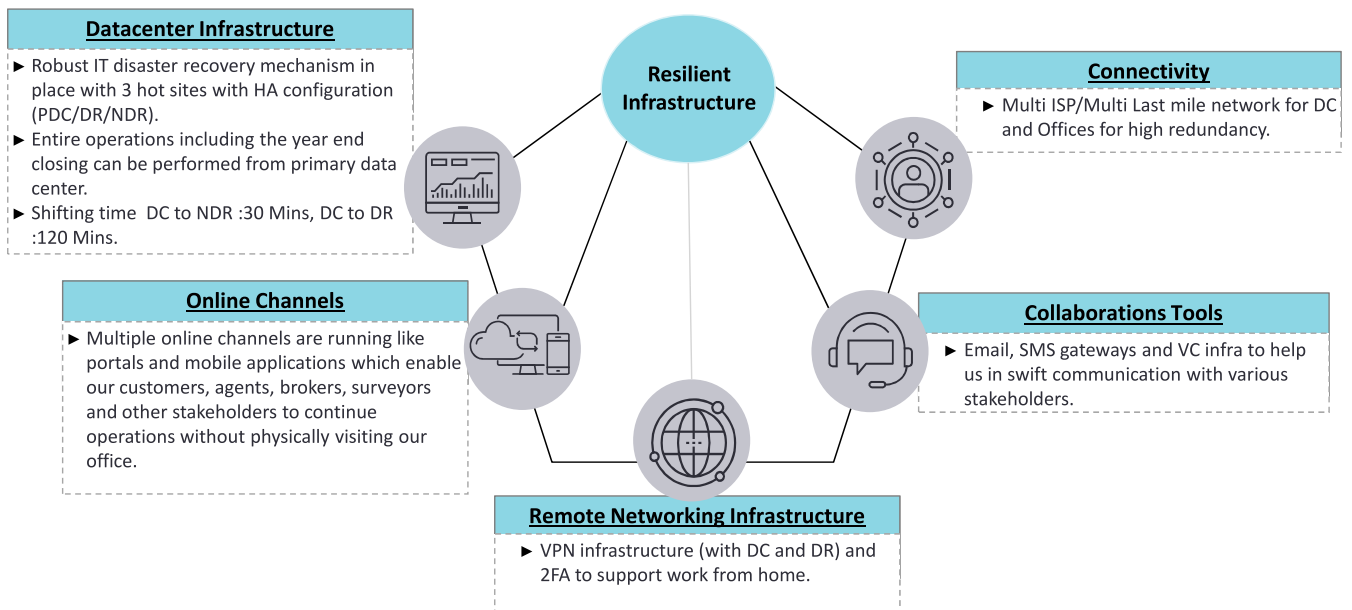 Datacenter Infrastructure
► Robust IT disaster recovery mechanism in
place with 3 hot sites with HA configuration
(PDC/DR/NDR).
► Entire operations including the year end
closing can be performed from primary data
center.
► Shifting time  DC to NDR :30 Mins, DC to DR
:120 Mins.
Resilient
Infrastructure
Connectivity
► Multi ISP/Multi Last mile network for DC
and Offices for high redundancy.
Online Channels
► Multiple online channels are running like
portals and mobile applications which enable
our customers, agents, brokers, surveyors
and other stakeholders to continue
operations without physically visiting our
office.
Collaborations Tools
► Email, SMS gateways and VC infra to help
us in swift communication with various
stakeholders.
Remote Networking Infrastructure
► VPN infrastructure (with DC and DR) and
2FA to support work from home.